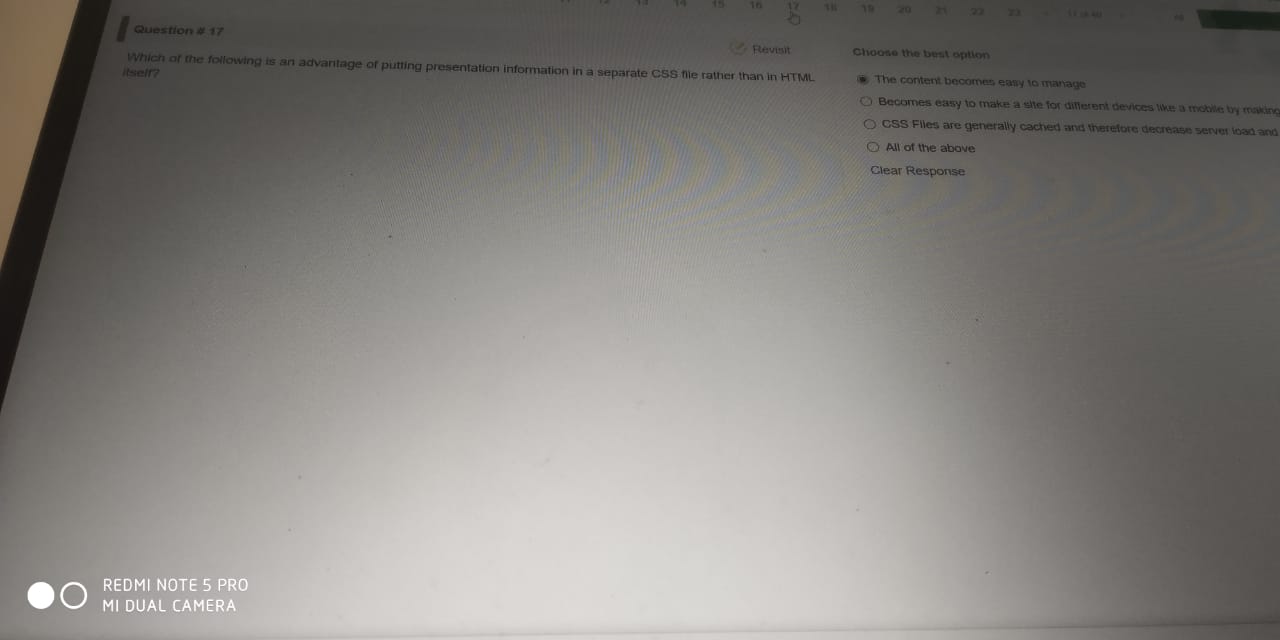 12 13 14 15 16 17 18 19 20 21 22 23
Question # 17
Revisit
Which of the following is an advantage of putting presentation information in a separate CSS file rather than in HTML
itself?
Choose the best option
The content becomes easy to manage
Becomes easy to make a site for different devices like a mobile by making
CSS Files are generally cached and therefore decrease server load and
All of the above
Clear Response
REDMI NOTE 5 PRO
MI DUAL CAMERA